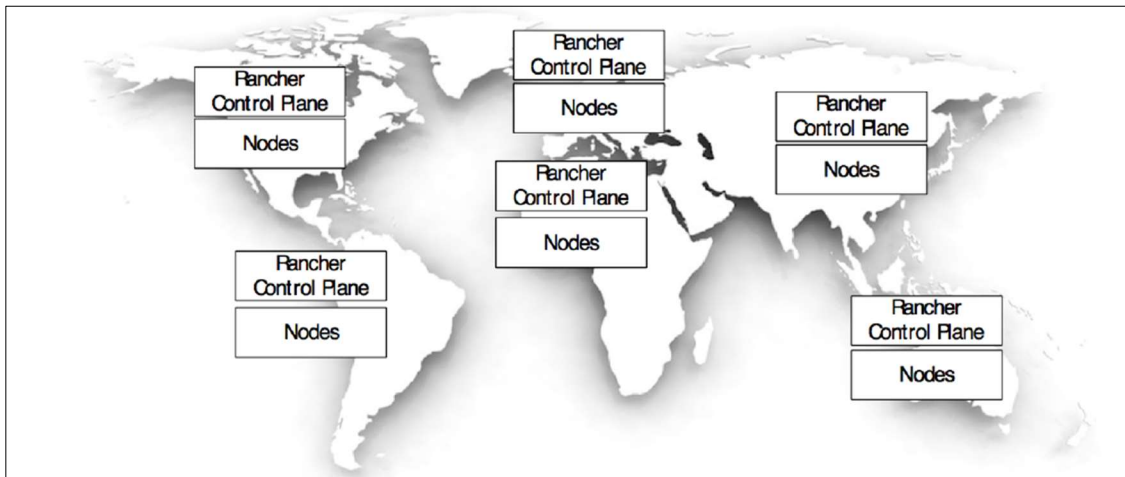 Rancher
Control Plane
Nodes
Rancher
Control Plane
Nodes
Rancher
Control Plane
Nodes
Rancher
Control Plane
Nodes
Rancher
Control Plane
Nodes
Rancher
Control Plane
Nodes